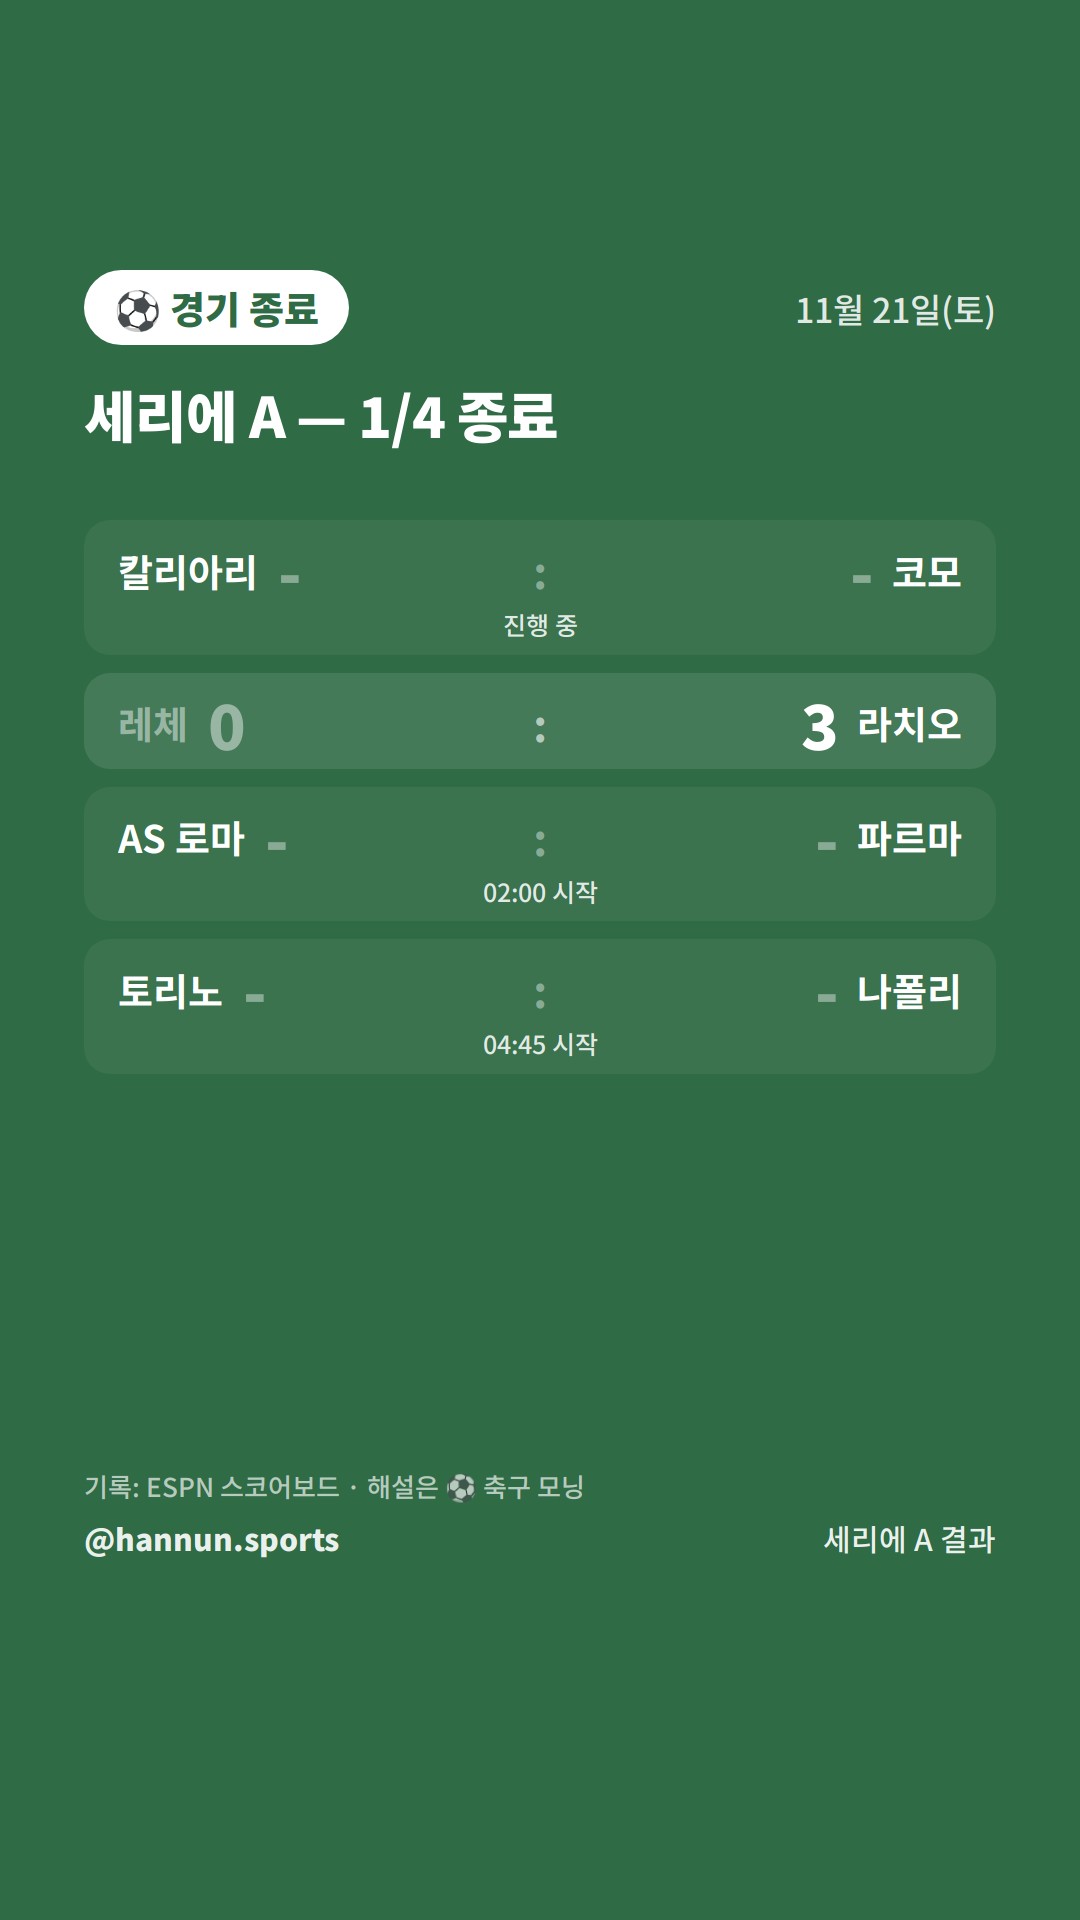 ⚽ 경기 종료
11월 21일(토)
세리에 A — 1/4 종료
칼리아리 - : - 코모
진행 중
레체 0 : 3 라치오
AS 로마 - : - 파르마
02:00 시작
토리노 - : - 나폴리
04:45 시작
기록: ESPN 스코어보드 · 해설은 ⚽ 축구 모닝
@hannun.sports
세리에 A 결과